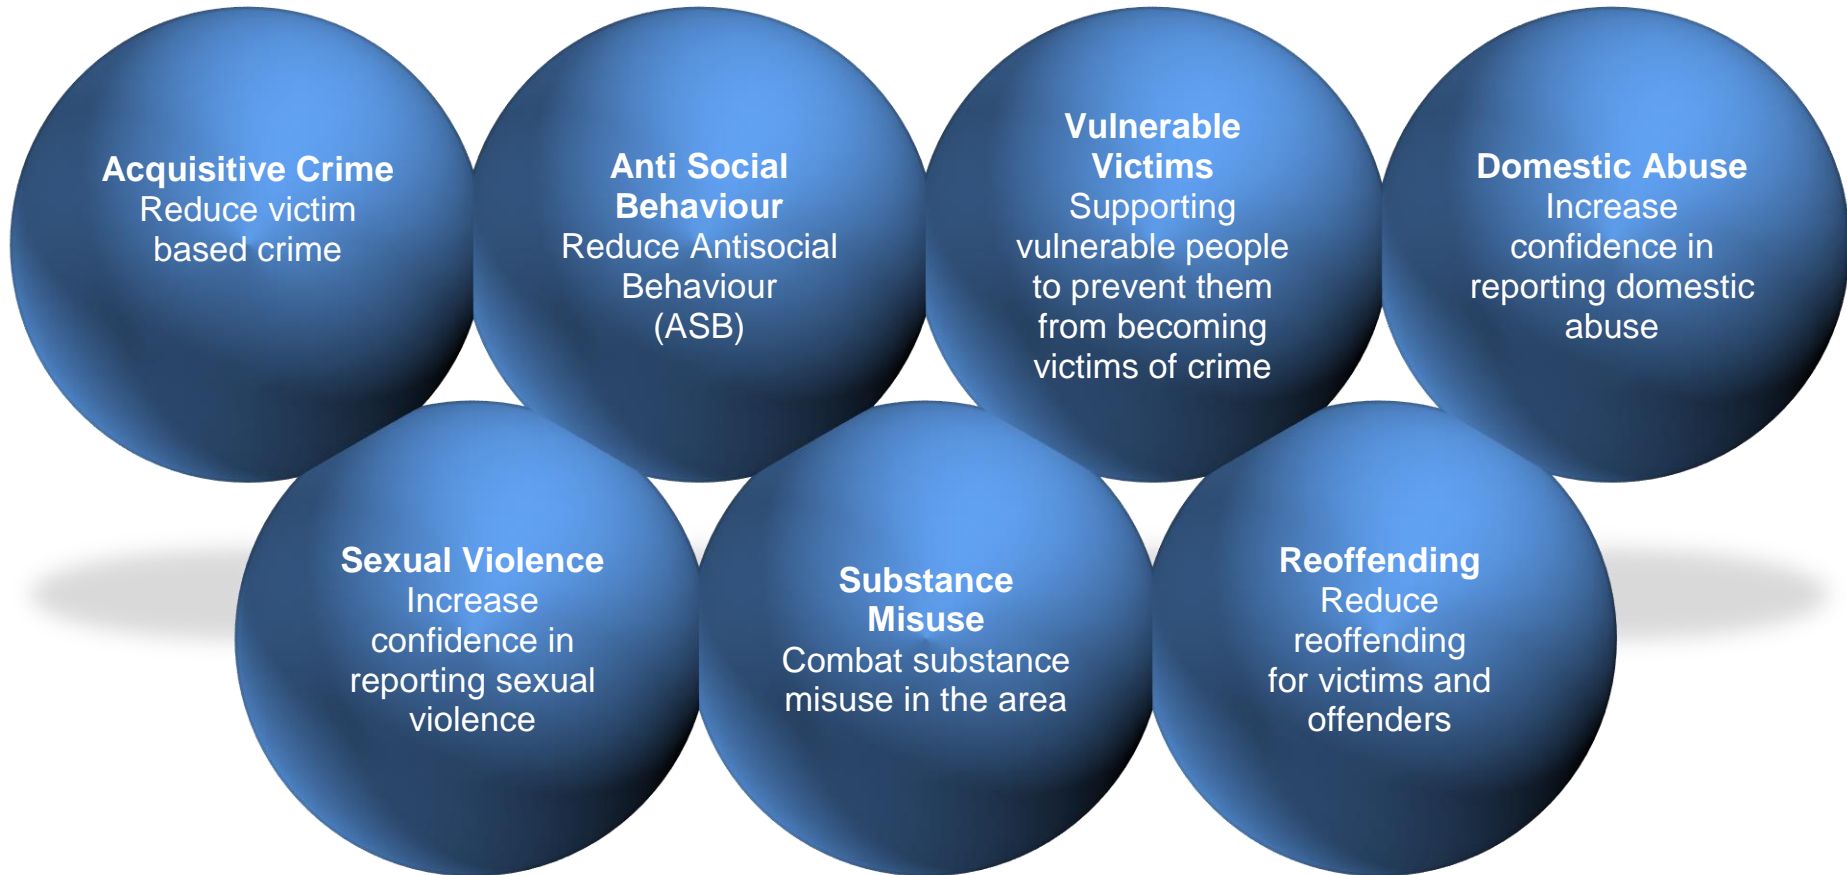 Acquisitive Crime
Reduce victim
based crime
Anti Social
Behaviour
Reduce Antisocial
Behaviour
(ASB)
Vulnerable
Victims
Supporting
vulnerable people
to prevent them
from becoming
victims of crime
Domestic Abuse
Increase
confidence in
reporting domestic
abuse
Sexual Violence
Increase
confidence in
reporting sexual
violence
Substance
Misuse
Combat substance
misuse in the area
Reoffending
Reduce
reoffending
for victims and
offenders